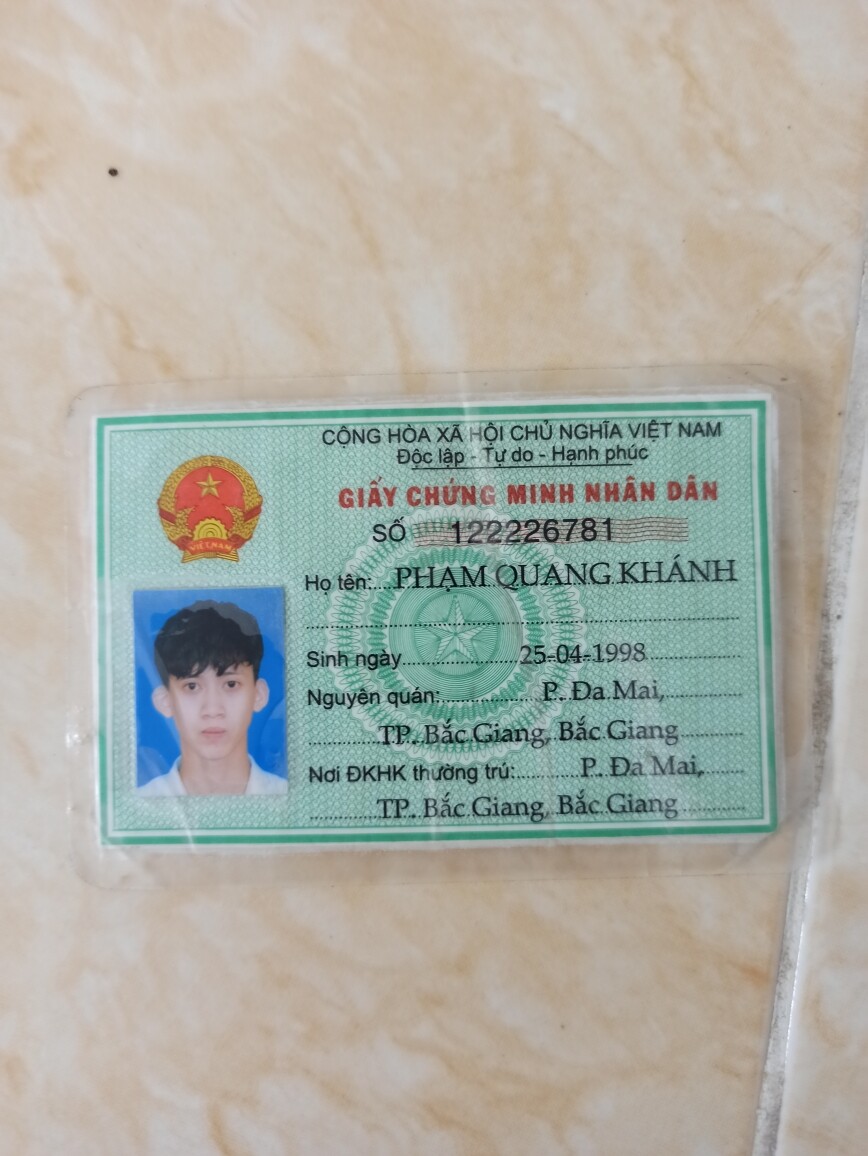 CỘNG HÒA XÃ HỘI CHỦ NGHĨA VIỆT NAM
Độc lập - Tự do - Hạnh phúc
GIẤY CHỨNG MINH NHÂN DÂN
SỐ 122226781
Họ tên: PHẠM QUANG KHÁNH
Sinh ngày 25-04-1998
Nguyên quán: P. Đa Mai,
TP. Bắc Giang, Bắc Giang
Nơi ĐKHK thường trú: P. Đa Mai,
TP. Bắc Giang, Bắc Giang
VIỆT NAM